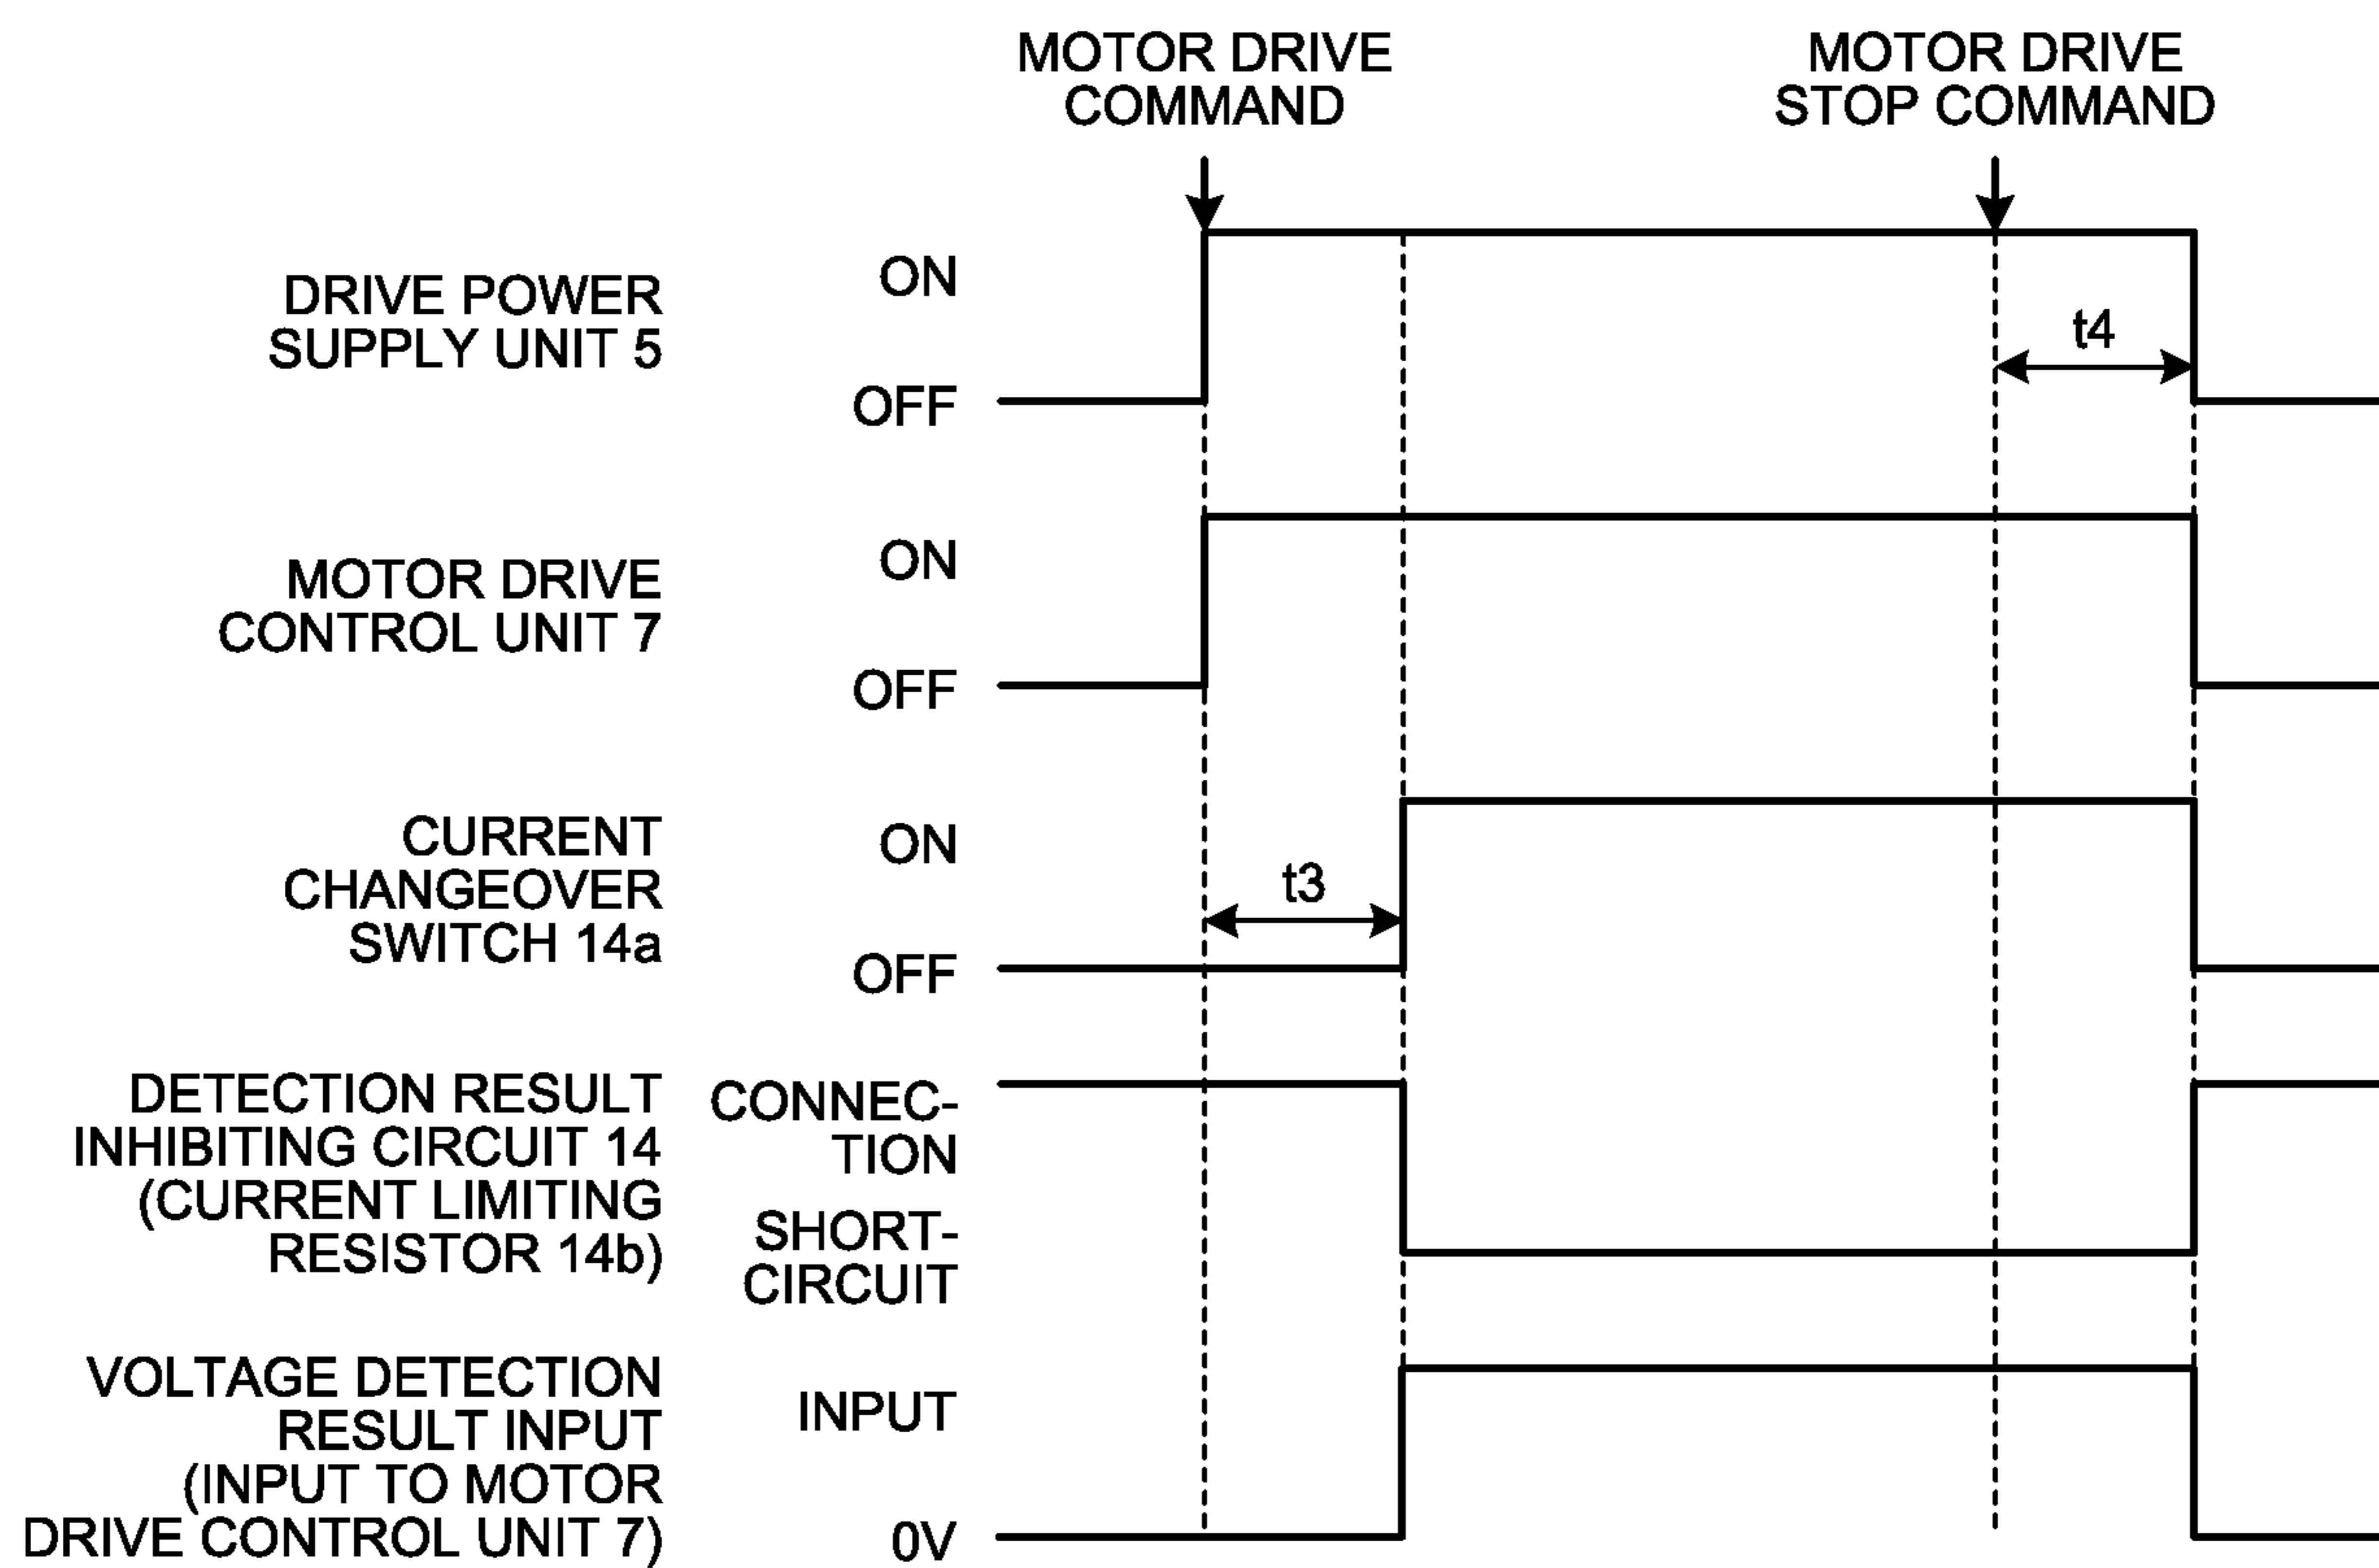 MOTOR DRIVE
COMMAND
MOTOR DRIVE
STOP COMMAND
DRIVE POWER
SUPPLY UNIT 5
ON
OFF
t4
MOTOR DRIVE
CONTROL UNIT 7
ON
OFF
CURRENT
CHANGEOVER
SWITCH 14a
ON
OFF
t3
DETECTION RESULT
INHIBITING CIRCUIT 14
(CURRENT LIMITING
RESISTOR 14b)
CONNEC-
TION
SHORT-
CIRCUIT
VOLTAGE DETECTION
RESULT INPUT
(INPUT TO MOTOR
DRIVE CONTROL UNIT 7)
INPUT
0V